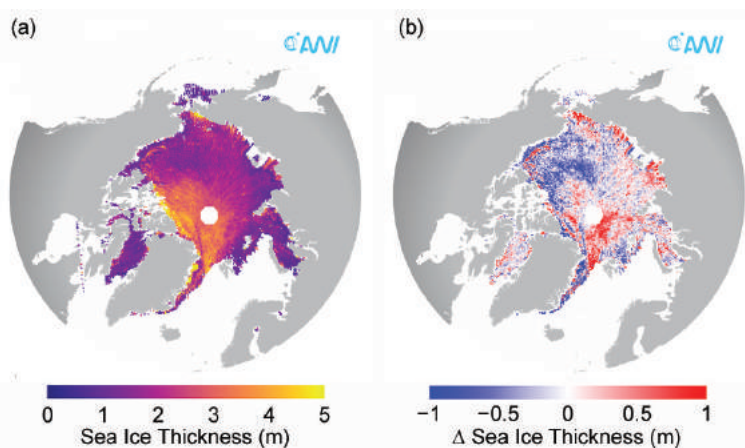 (a)
AWI
(b)
AWI
0 1 2 3 4 5
Sea Ice Thickness (m)
−1 −0.5 0 0.5 1
Δ Sea Ice Thickness (m)